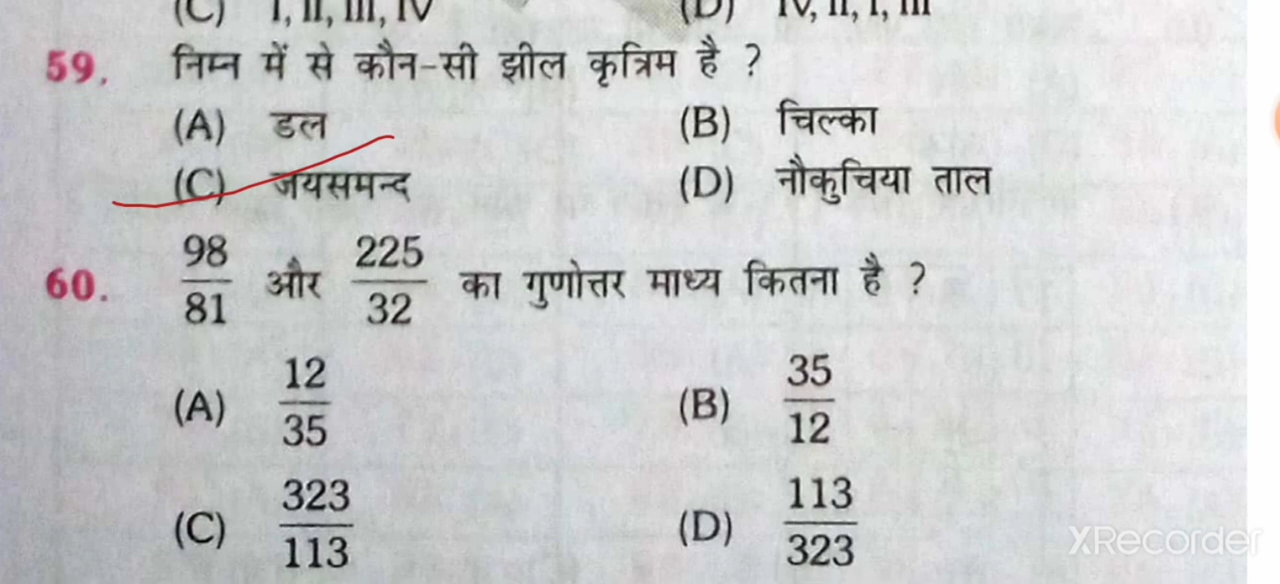 (C) I, II, III, IV (D) IV, II, I, III
59. निम्न में से कौन-सी झील कृत्रिम है ?
(A) डल (B) चिल्का
(C) जयसमन्द (D) नौकुचिया ताल
60. 98/81 और 225/32 का गुणोत्तर माध्य कितना है ?
(A) 12/35 (B) 35/12
(C) 323/113 (D) 113/323
XRecorder